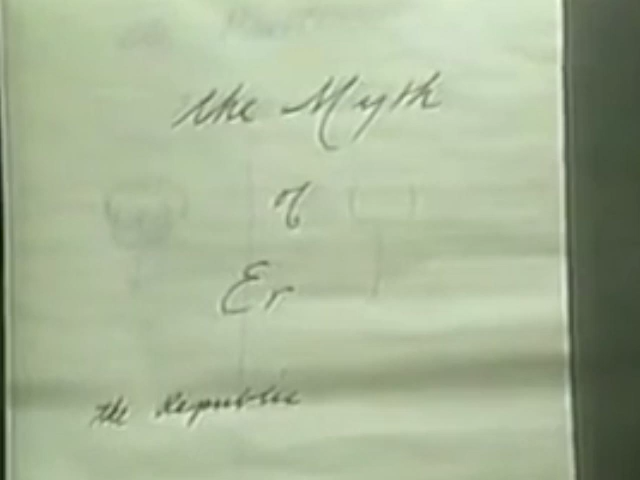 the Myth
of
Er
the Republic